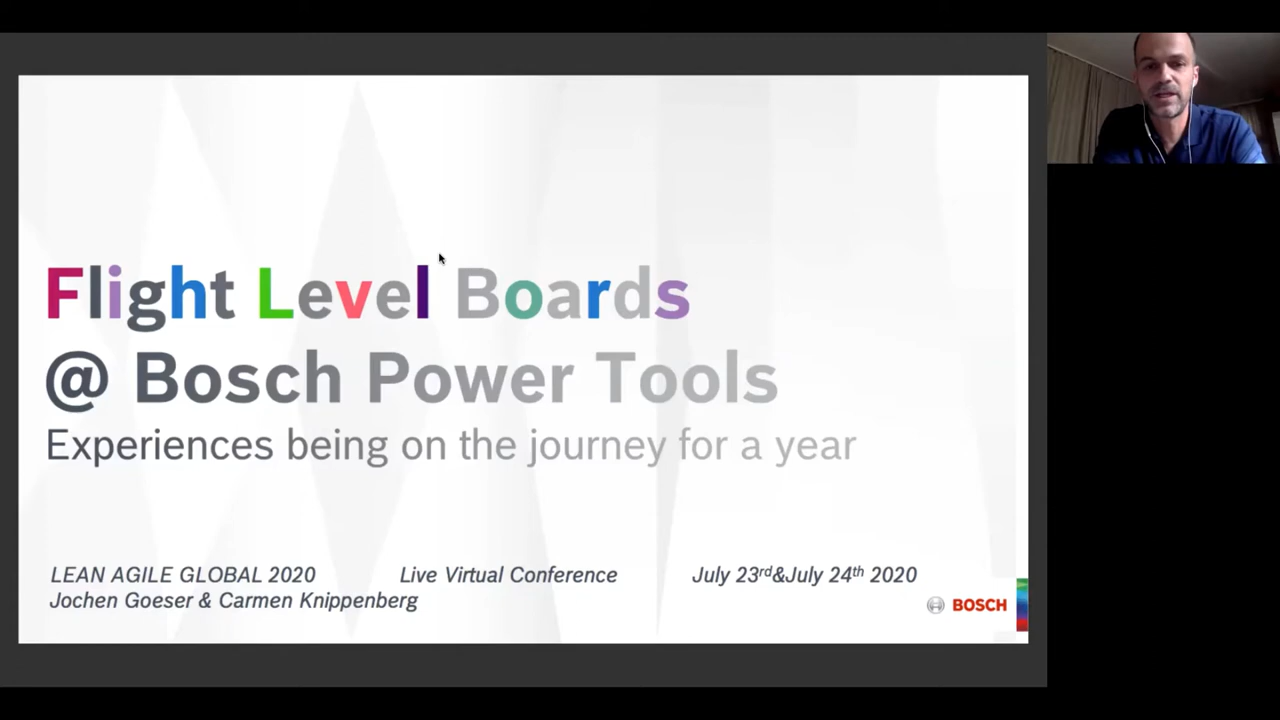 Flight Level Boards
@ Bosch Power Tools
Experiences being on the journey for a year
LEAN AGILE GLOBAL 2020 Live Virtual Conference July 23rd&July 24th 2020
Jochen Goeser & Carmen Knippenberg
BOSCH